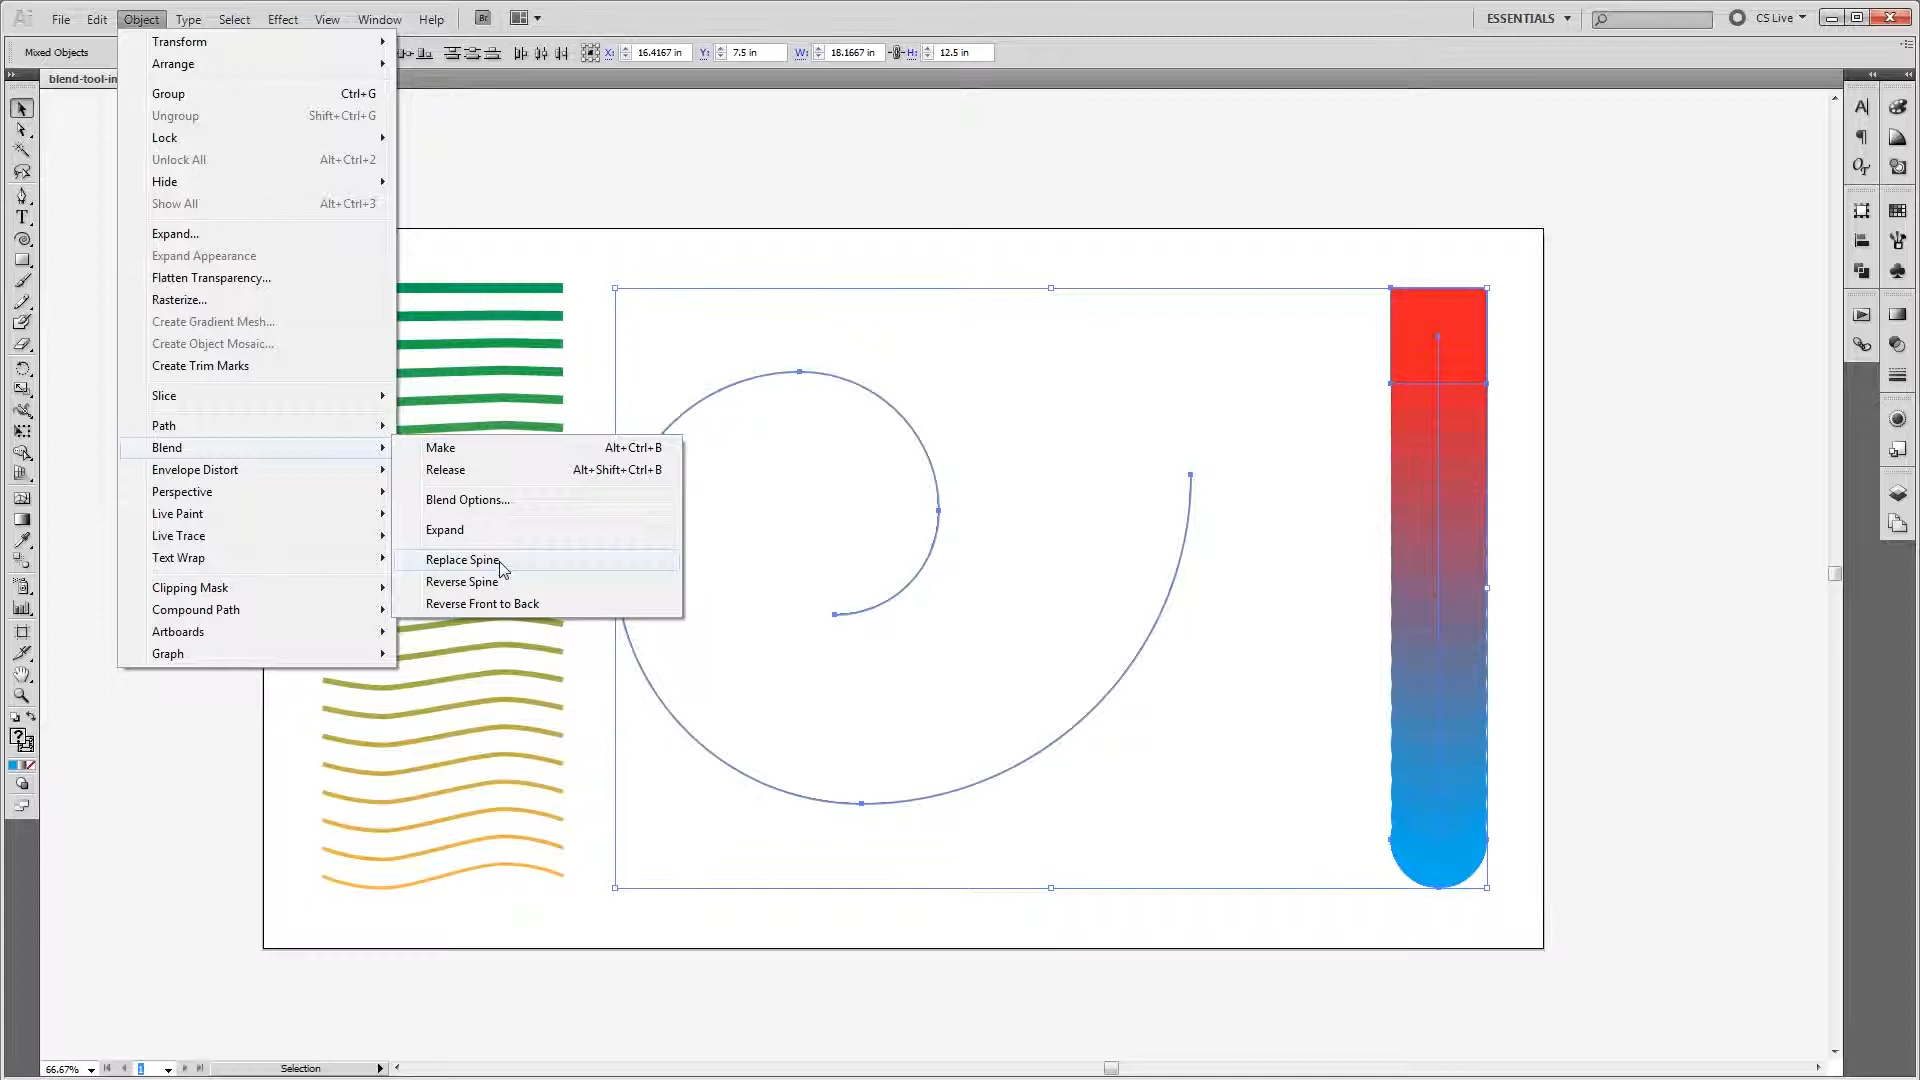 Ai File Edit Object Type Select Effect View Window Help Br ESSENTIALS CS Live
Mixed Objects X: 16.4167 in Y: 7.5 in W: 18.1667 in H: 12.5 in
blend-tool-in
Transform
Arrange
Group Ctrl+G
Ungroup Shift+Ctrl+G
Lock
Unlock All Alt+Ctrl+2
Hide
Show All Alt+Ctrl+3
Expand...
Expand Appearance
Flatten Transparency...
Rasterize...
Create Gradient Mesh...
Create Object Mosaic...
Create Trim Marks
Slice
Path
Blend
Envelope Distort
Perspective
Live Paint
Live Trace
Text Wrap
Clipping Mask
Compound Path
Artboards
Graph
Make Alt+Ctrl+B
Release Alt+Shift+Ctrl+B
Blend Options...
Expand
Replace Spine
Reverse Spine
Reverse Front to Back
66.67% 1 Selection